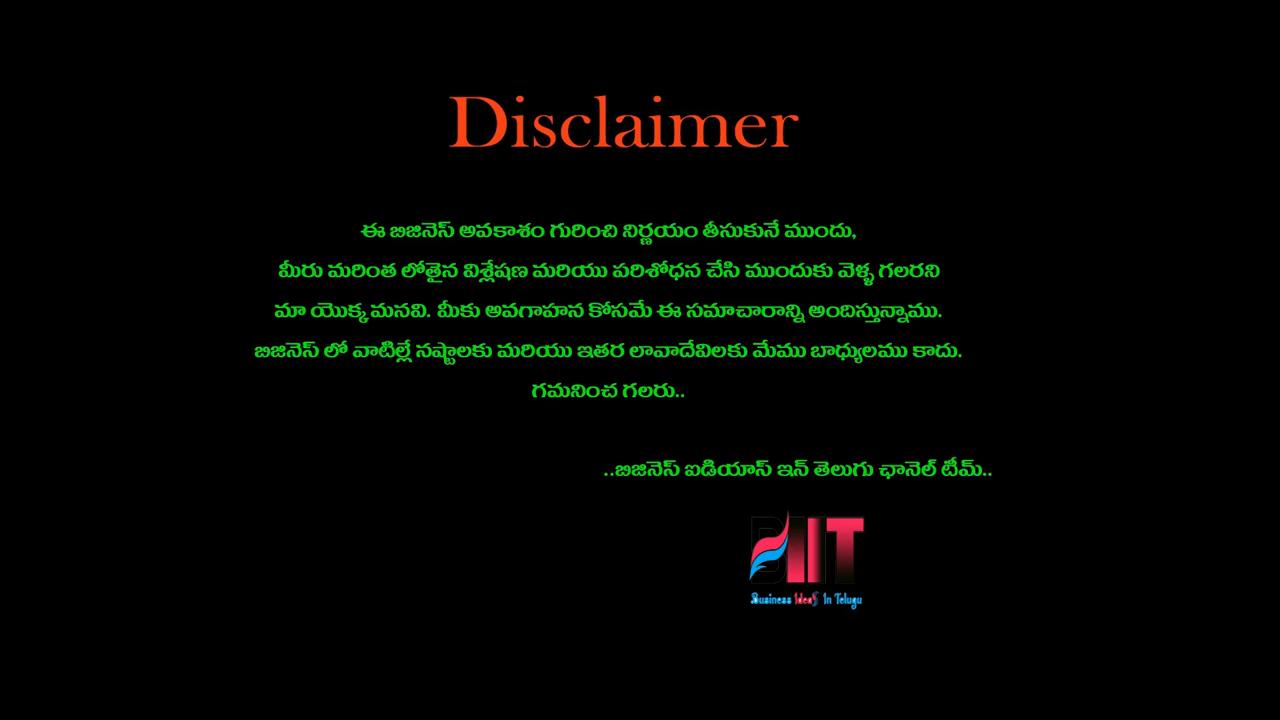 Disclaimer
ఈ బిజినెస్ అవకాశం గురించి నిర్ణయం తీసుకునే ముందు,
మీరు మరింత లోతైన విశ్లేషణ మరియు పరిశోధన చేసి ముందుకు వెళ్ళ గలరని
మా యొక్క మనవి. మీకు అవగాహన కోసమే ఈ సమాచారాన్ని అందిస్తున్నాము.
బిజినెస్ లో వాటిల్లే నష్టాలకు మరియు ఇతర లావాదేవిలకు మేము బాధ్యులము కాదు.
గమనించ గలరు..
..బిజినెస్ ఐడియాస్ ఇన్ తెలుగు ఛానెల్ టీమ్..
BIIT
Business IdeaS In Telugu